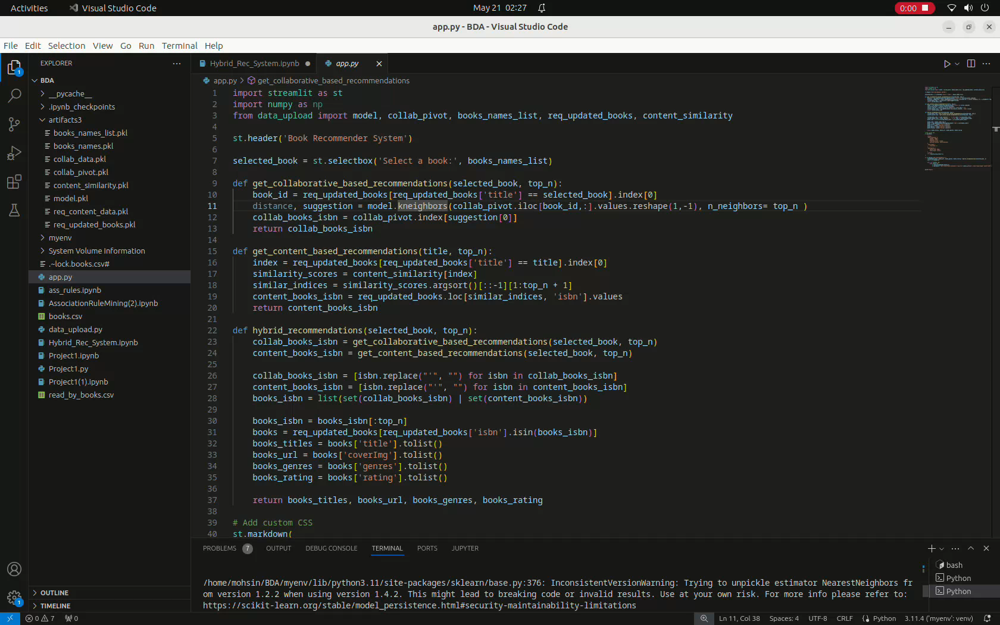 Activities
Visual Studio Code
May 21 02:27
0:00
app.py - BDA - Visual Studio Code
File Edit Selection View Go Run Terminal Help
EXPLORER
BDA
__pycache__
.ipynb_checkpoints
artifacts3
books_names_list.pkl
books_names.pkl
collab_data.pkl
collab_pivot.pkl
content_similarity.pkl
model.pkl
req_content_data.pkl
req_updated_books.pkl
myenv
System Volume Information
.~lock.books.csv#
app.py
ass_rules.ipynb
AssociationRuleMining(2).ipynb
books.csv
data_upload.py
Hybrid_Rec_System.ipynb
Project1.ipynb
Project1.py
Project1(1).ipynb
read_by_books.csv
OUTLINE
TIMELINE
1
1
Hybrid_Rec_System.ipynb
app.py
app.py > get_collaborative_based_recommendations
1 import streamlit as st
2 import numpy as np
3 from data_upload import model, collab_pivot, books_names_list, req_updated_books, content_similarity
4
5 st.header('Book Recommender System')
6
7 selected_book = st.selectbox('Select a book:', books_names_list)
8
9 def get_collaborative_based_recommendations(selected_book, top_n):
10 book_id = req_updated_books[req_updated_books['title'] == selected_book].index[0]
11 distance, suggestion = model.kneighbors(collab_pivot.iloc[book_id,:].values.reshape(1,-1), n_neighbors= top_n )
12 collab_books_isbn = collab_pivot.index[suggestion[0]]
13 return collab_books_isbn
14
15 def get_content_based_recommendations(title, top_n):
16 index = req_updated_books[req_updated_books['title'] == title].index[0]
17 similarity_scores = content_similarity[index]
18 similar_indices = similarity_scores.argsort()[::-1][1:top_n + 1]
19 content_books_isbn = req_updated_books.loc[similar_indices, 'isbn'].values
20 return content_books_isbn
21
22 def hybrid_recommendations(selected_book, top_n):
23 collab_books_isbn = get_collaborative_based_recommendations(selected_book, top_n)
24 content_books_isbn = get_content_based_recommendations(selected_book, top_n)
25
26 collab_books_isbn = [isbn.replace("'", "") for isbn in collab_books_isbn]
27 content_books_isbn = [isbn.replace("'", "") for isbn in content_books_isbn]
28 books_isbn = list(set(collab_books_isbn) | set(content_books_isbn))
29
30 books_isbn = books_isbn[:top_n]
31 books = req_updated_books[req_updated_books['isbn'].isin(books_isbn)]
32 books_titles = books['title'].tolist()
33 books_url = books['coverImg'].tolist()
34 books_genres = books['genres'].tolist()
35 books_rating = books['rating'].tolist()
36
37 return books_titles, books_url, books_genres, books_rating
38
39 # Add custom CSS
40 st.markdown(
PROBLEMS 7 OUTPUT DEBUG CONSOLE TERMINAL PORTS JUPYTER
/home/mohsin/BDA/myenv/lib/python3.11/site-packages/sklearn/base.py:376: InconsistentVersionWarning: Trying to unpickle estimator NearestNeighbors fr
om version 1.2.2 when using version 1.4.2. This might lead to breaking code or invalid results. Use at your own risk. For more info please refer to:
https://scikit-learn.org/stable/model_persistence.html#security-maintainability-limitations
bash
Python
Python
0 7 0
Ln 11, Col 38 Spaces: 4 UTF-8 CRLF Python 3.11.4 ('myenv': venv)